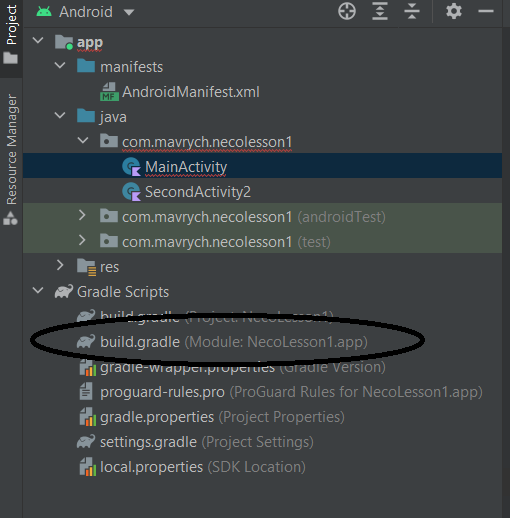 Project
Resource Manager
Android
app
manifests
MF
AndroidManifest.xml
java
com.mavrych.necolesson1
MainActivity
SecondActivity2
com.mavrych.necolesson1 (androidTest)
com.mavrych.necolesson1 (test)
res
Gradle Scripts
build.gradle (Project: NecoLesson1)
build.gradle (Module: NecoLesson1.app)
gradle-wrapper.properties (Gradle Version)
proguard-rules.pro (ProGuard Rules for NecoLesson1.app)
gradle.properties (Project Properties)
settings.gradle (Project Settings)
local.properties (SDK Location)